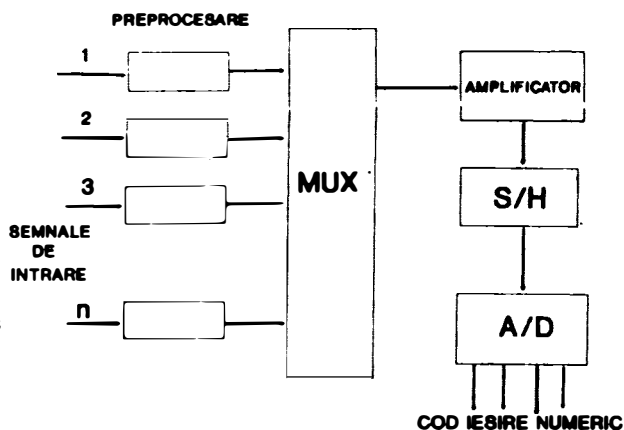 PREPROCESARE
1
2
3
SEMNALE
DE
INTRARE
n
MUX
AMPLIFICATOR
S/H
A/D
COD IESIRE NUMERIC